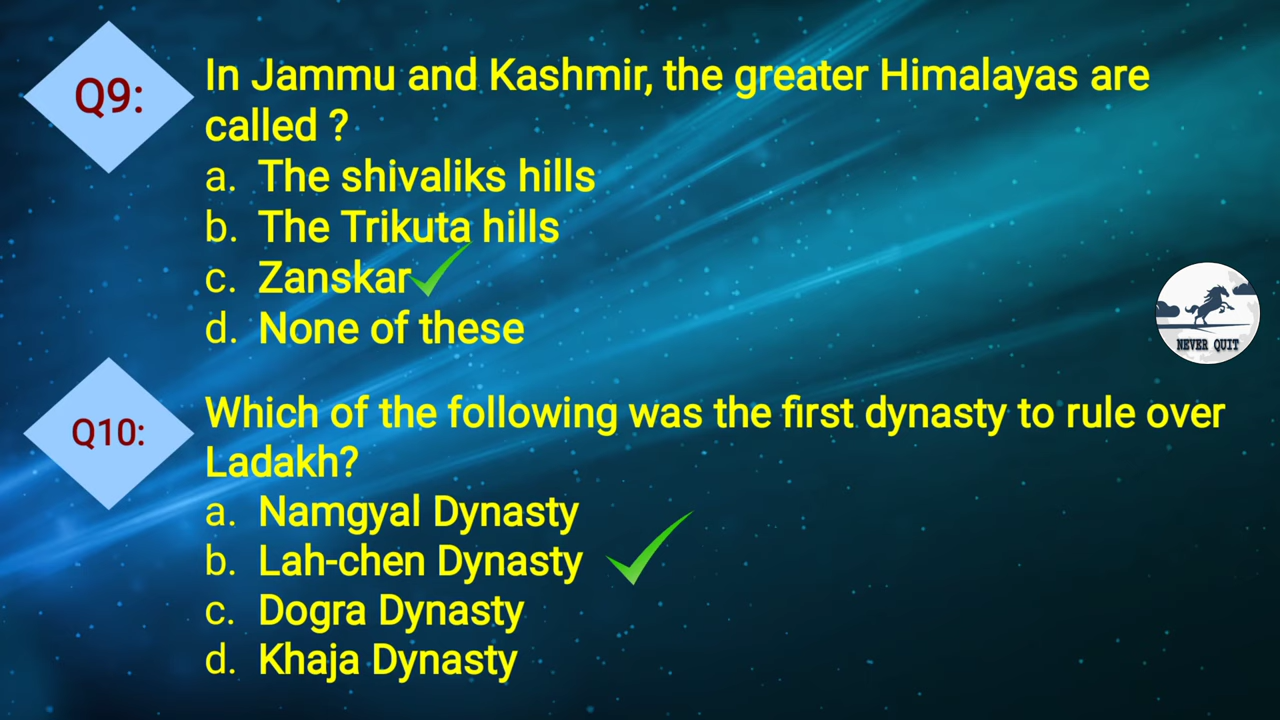 Q9:
In Jammu and Kashmir, the greater Himalayas are
called ?
a. The shivaliks hills
b. The Trikuta hills
c. Zanskar
d. None of these
NEVER QUIT
Q10:
Which of the following was the first dynasty to rule over
Ladakh?
a. Namgyal Dynasty
b. Lah-chen Dynasty
c. Dogra Dynasty
d. Khaja Dynasty